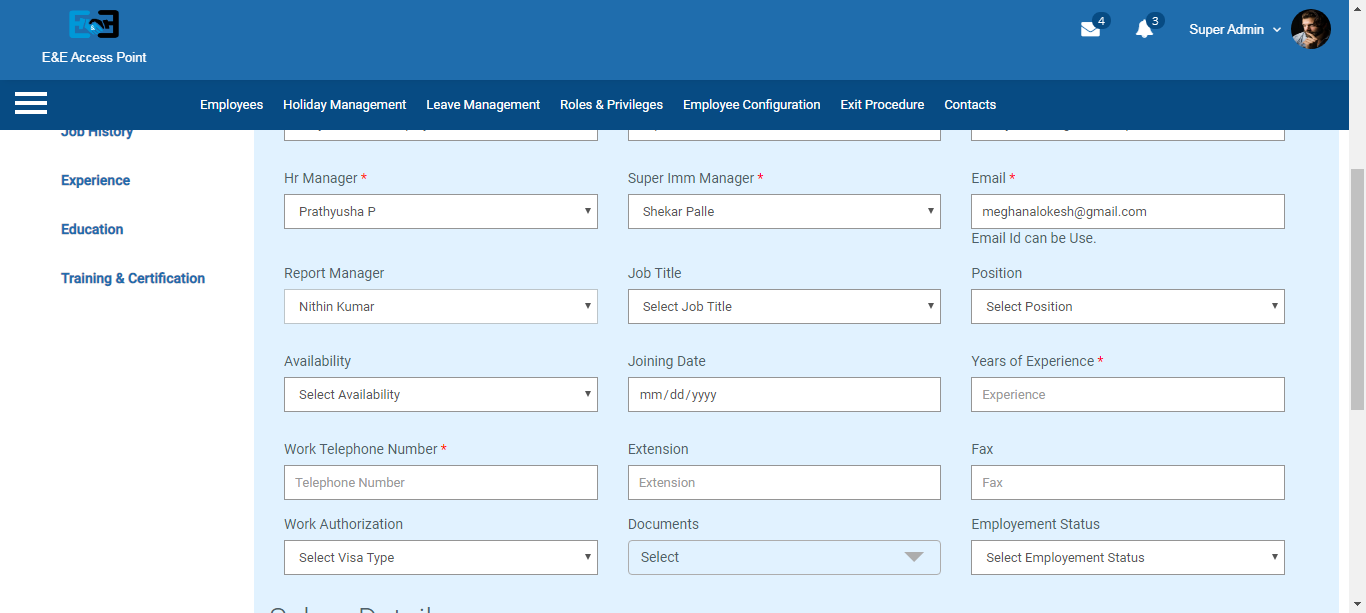 E&E
4
3
Super Admin
E&E Access Point
Employees Holiday Management Leave Management Roles & Privileges Employee Configuration Exit Procedure Contacts
Job History
Experience
Education
Training & Certification
Hr Manager * Super Imm Manager * Email *
Prathyusha P Shekar Palle meghanalokesh@gmail.com
Email Id can be Use.
Report Manager Job Title Position
Nithin Kumar Select Job Title Select Position
Availability Joining Date Years of Experience *
Select Availability mm/dd/yyyy Experience
Work Telephone Number * Extension Fax
Telephone Number Extension Fax
Work Authorization Documents Employement Status
Select Visa Type Select Select Employement Status